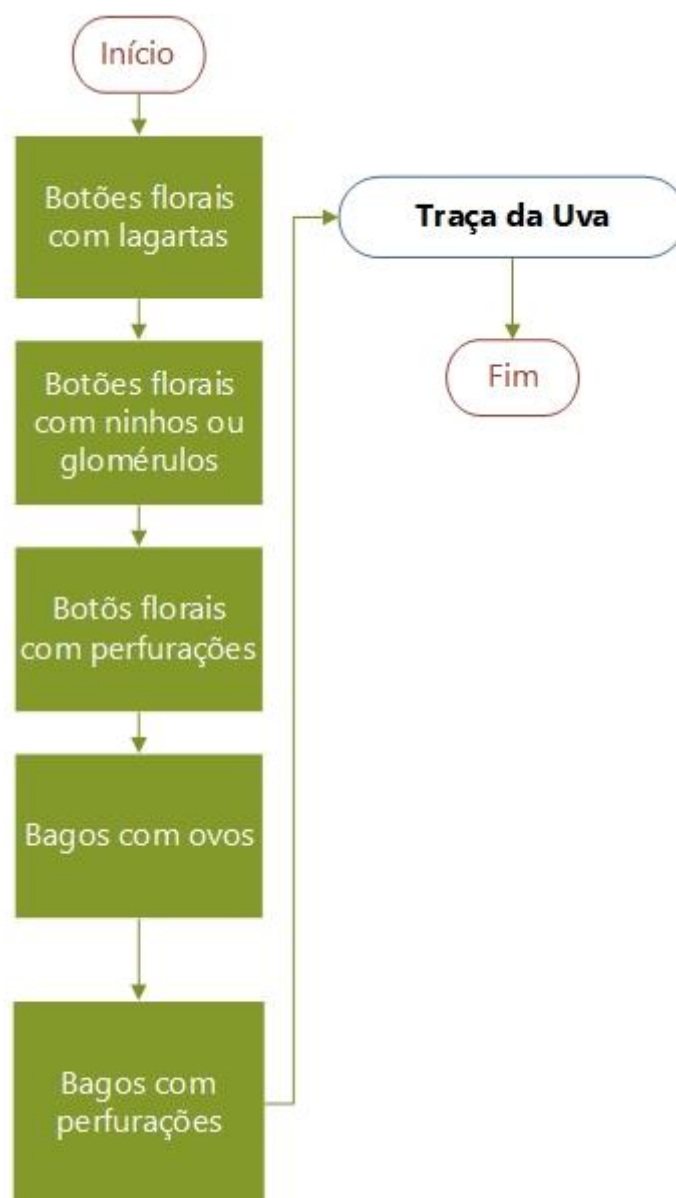 Início
Botões florais
com lagartas
Botões florais
com ninhos ou
glomérulos
Botõs florais
com perfurações
Bagos com ovos
Bagos com
perfurações
Traça da Uva
Fim